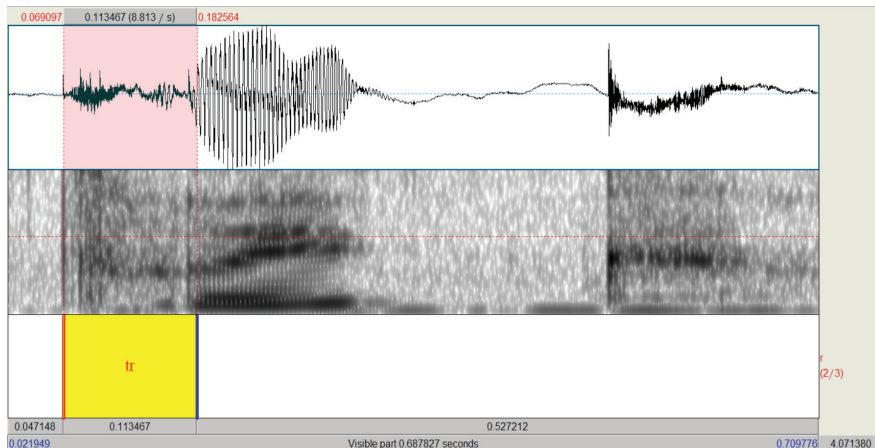 0.069097 0.113467 (8.813 / s) 0.182564
tr
r
(2/3)
0.047148 0.113467 0.527212
0.021949 Visible part 0.687827 seconds 0.709776 4.071380